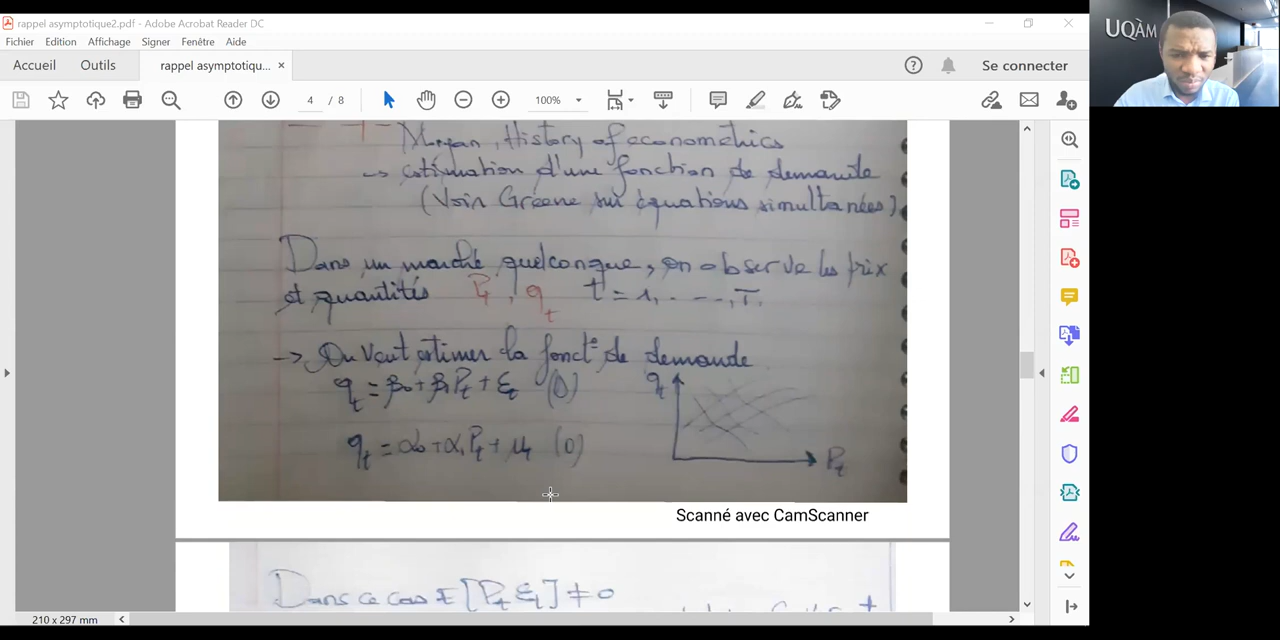 rappel asymptotique2.pdf - Adobe Acrobat Reader DC
Fichier Edition Affichage Signer Fenêtre Aide
Accueil Outils rappel asymptotiqu... × Se connecter
4 / 8 100%
UQÀM
Morgan, History of econometrics
→ estimation d'une fonction de demande
(Voir Greene sur équations simultanées)
Dans un marché quelconque, on observe les prix
et quantités Pt, qt t = 1, ..., T.
→ On veut estimer la fonct° de demande
qt = β0 + β1Pt + εt (D)
qt = α0 + α1Pt + μt (O)
qt
Pt
Scanné avec CamScanner
Dans ce cas E[Pt εt] ≠ 0
210 x 297 mm